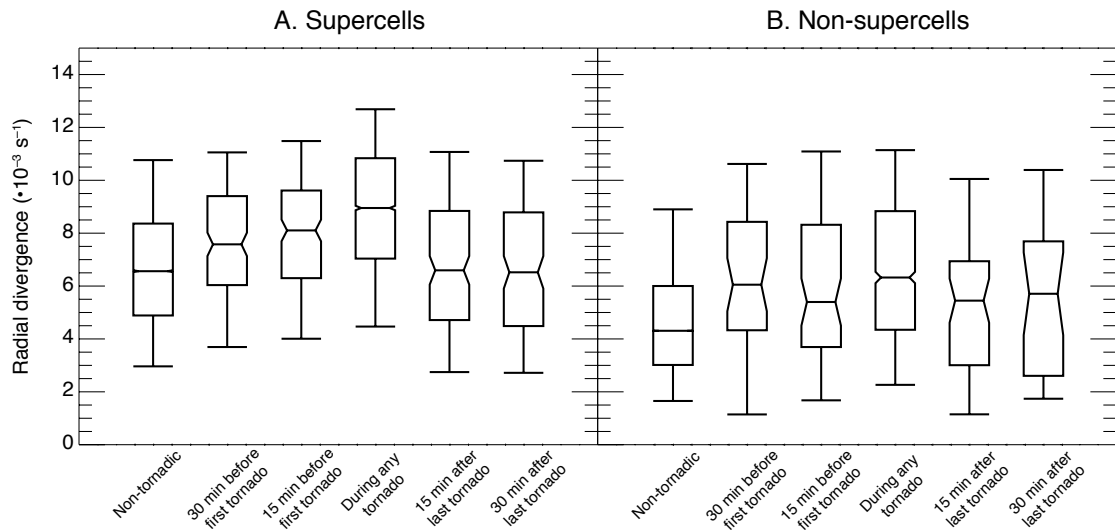 A. Supercells
B. Non-supercells
Radial divergence (•10⁻³ s⁻¹)
14
12
10
8
6
4
2
0
Non-tornadic
30 min before
first tornado
15 min before
first tornado
During any
tornado
15 min after
last tornado
30 min after
last tornado
Non-tornadic
30 min before
first tornado
15 min before
first tornado
During any
tornado
15 min after
last tornado
30 min after
last tornado